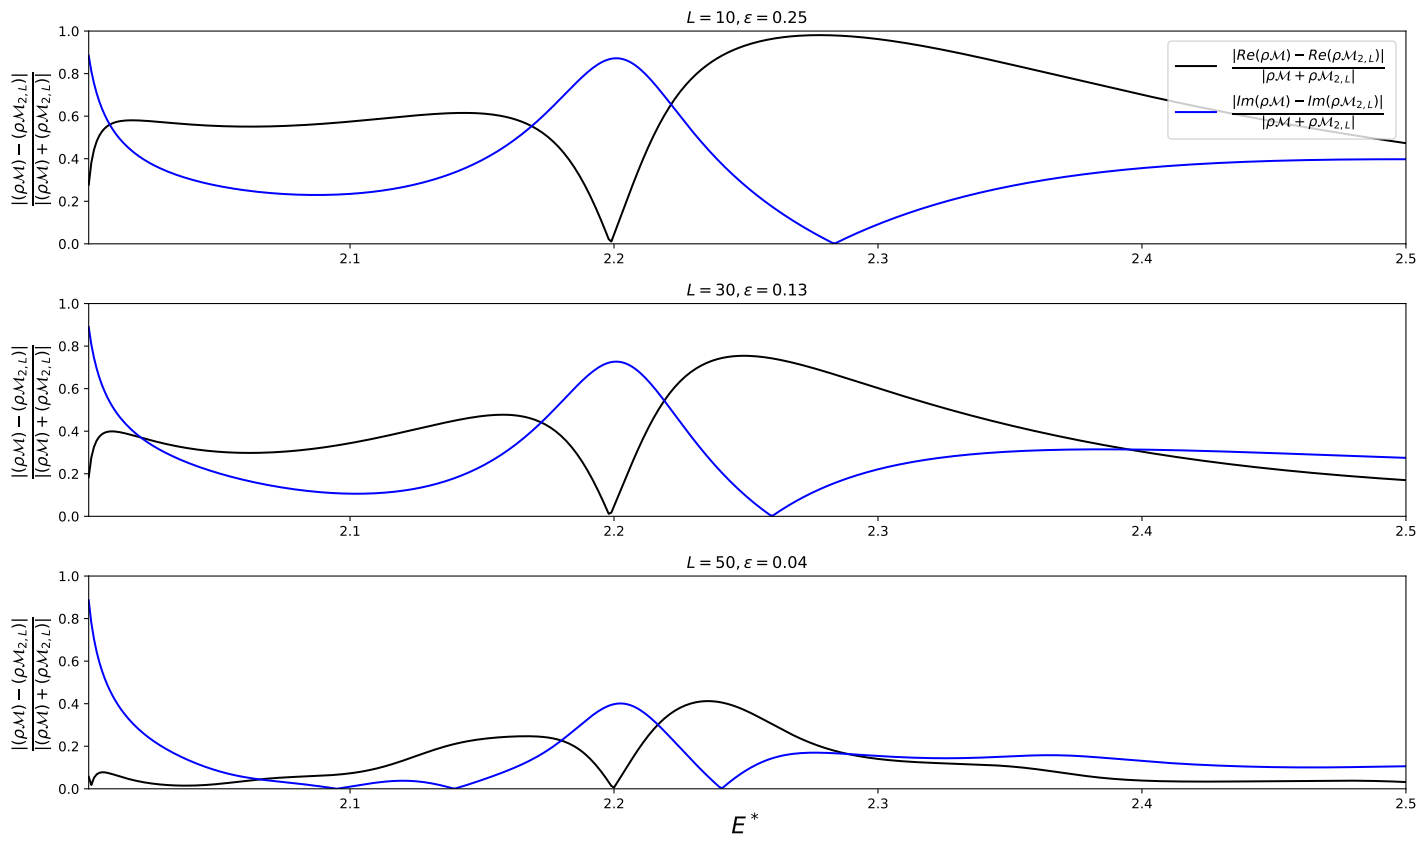 L = 10, ε = 0.25
|(ρℳ) − (ρℳ₂,L)|
|(ρℳ) + (ρℳ₂,L)|
1.0
0.8
0.6
0.4
0.2
0.0
|Re(ρℳ) − Re(ρℳ₂,L)|
|ρℳ + ρℳ₂,L|
|Im(ρℳ) − Im(ρℳ₂,L)|
|ρℳ + ρℳ₂,L|
2.1 2.2 2.3 2.4 2.5
L = 30, ε = 0.13
|(ρℳ) − (ρℳ₂,L)|
|(ρℳ) + (ρℳ₂,L)|
1.0
0.8
0.6
0.4
0.2
0.0
2.1 2.2 2.3 2.4 2.5
L = 50, ε = 0.04
|(ρℳ) − (ρℳ₂,L)|
|(ρℳ) + (ρℳ₂,L)|
1.0
0.8
0.6
0.4
0.2
0.0
2.1 2.2 2.3 2.4 2.5
E*